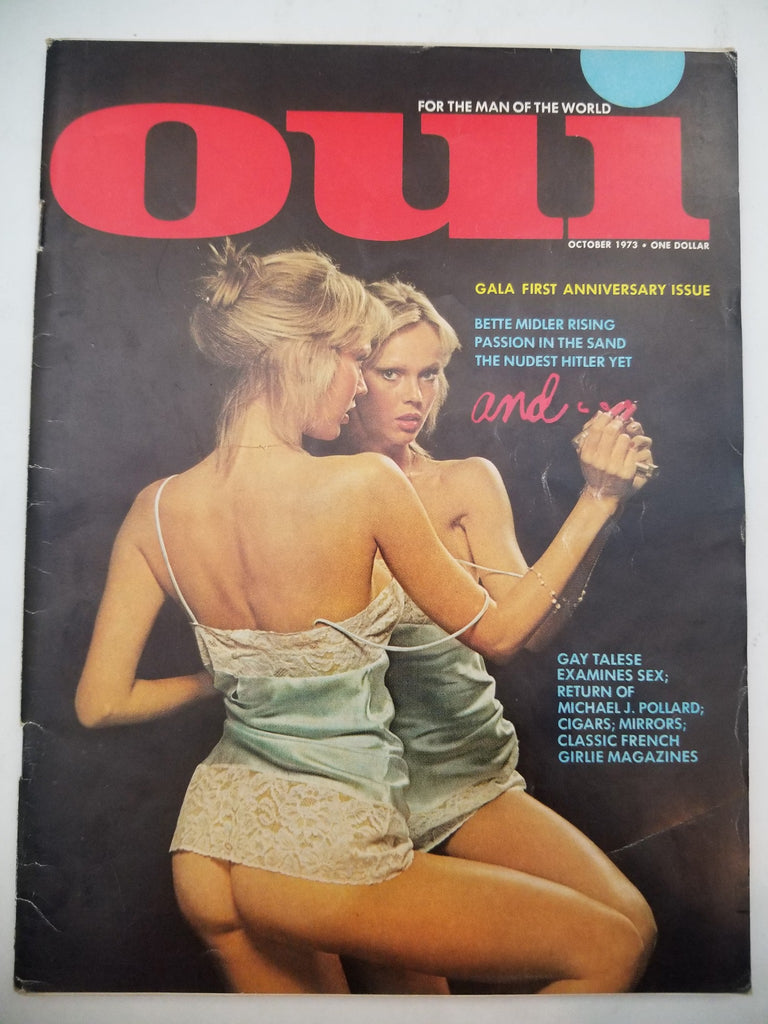 FOR THE MAN OF THE WORLD
oui
OCTOBER 1973 • ONE DOLLAR
GALA FIRST ANNIVERSARY ISSUE
BETTE MIDLER RISING
PASSION IN THE SAND
THE NUDEST HITLER YET
and
GAY TALESE
EXAMINES SEX;
RETURN OF
MICHAEL J. POLLARD;
CIGARS; MIRRORS;
CLASSIC FRENCH
GIRLIE MAGAZINES